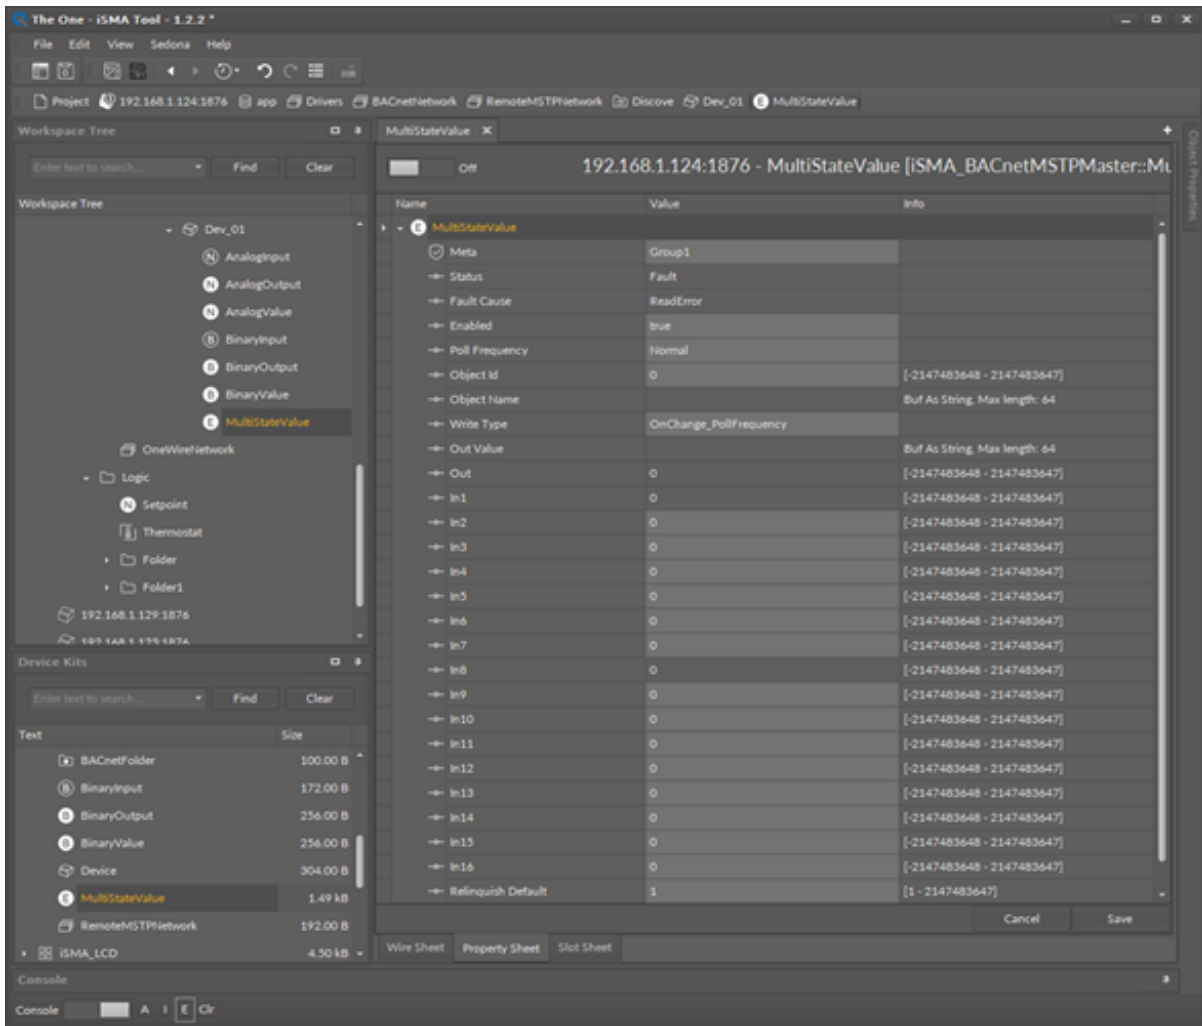 The One - iSMA Tool - 1.2.2 *
File Edit View Sedona Help
Project 192.168.1.124:1876 app Drivers BACnetNetwork RemoteMSTPNetwork Discove Dev_01 MultiStateValue
Workspace Tree
Enter text to search... Find Clear
Workspace Tree
Dev_01
N AnalogInput
N AnalogOutput
N AnalogValue
B BinaryInput
B BinaryOutput
B BinaryValue
E MultiStateValue
OneWireNetwork
Logic
N Setpoint
Thermostat
Folder
Folder1
192.168.1.129:1876
192.168.1.123:1876
Device Kits
Enter text to search... Find Clear
Text Size
BACnetFolder 100.00 B
B BinaryInput 172.00 B
B BinaryOutput 256.00 B
B BinaryValue 256.00 B
Device 304.00 B
E MultiStateValue 1.49 kB
RemoteMSTPNetwork 192.00 B
iSMA_LCD 4.50 kB
MultiStateValue
Off 192.168.1.124:1876 - MultiStateValue [iSMA_BACnetMSTPMaster::Mu
Name Value Info
E MultiStateValue
Meta Group1
Status Fault
Fault Cause ReadError
Enabled true
Poll Frequency Normal
Object Id 0 [-2147483648 - 2147483647]
Object Name Buf As String, Max length: 64
Write Type OnChange_PollFrequency
Out Value Buf As String, Max length: 64
Out 0 [-2147483648 - 2147483647]
In1 0 [-2147483648 - 2147483647]
In2 0 [-2147483648 - 2147483647]
In3 0 [-2147483648 - 2147483647]
In4 0 [-2147483648 - 2147483647]
In5 0 [-2147483648 - 2147483647]
In6 0 [-2147483648 - 2147483647]
In7 0 [-2147483648 - 2147483647]
In8 0 [-2147483648 - 2147483647]
In9 0 [-2147483648 - 2147483647]
In10 0 [-2147483648 - 2147483647]
In11 0 [-2147483648 - 2147483647]
In12 0 [-2147483648 - 2147483647]
In13 0 [-2147483648 - 2147483647]
In14 0 [-2147483648 - 2147483647]
In15 0 [-2147483648 - 2147483647]
In16 0 [-2147483648 - 2147483647]
Relinquish Default 1 [1 - 2147483647]
Cancel Save
Wire Sheet Property Sheet Slot Sheet
Object Properties
Console
Console A I E Clr